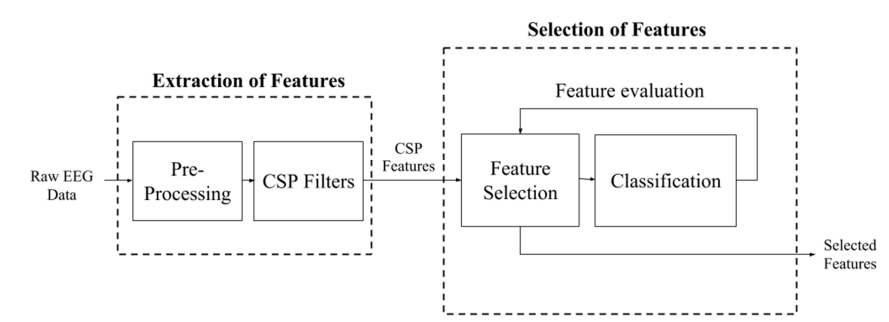 Selection of Features
Extraction of Features
Feature evaluation
Raw EEG
Data
Pre-
Processing
CSP Filters
CSP
Features
Feature
Selection
Classification
Selected
Features